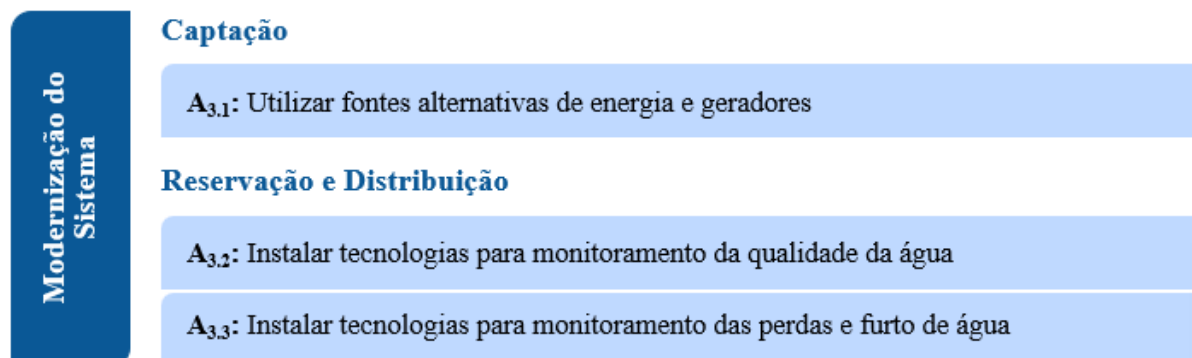 Modernização do
Sistema
Captação
A3.1: Utilizar fontes alternativas de energia e geradores
Reservação e Distribuição
A3.2: Instalar tecnologias para monitoramento da qualidade da água
A3.3: Instalar tecnologias para monitoramento das perdas e furto de água